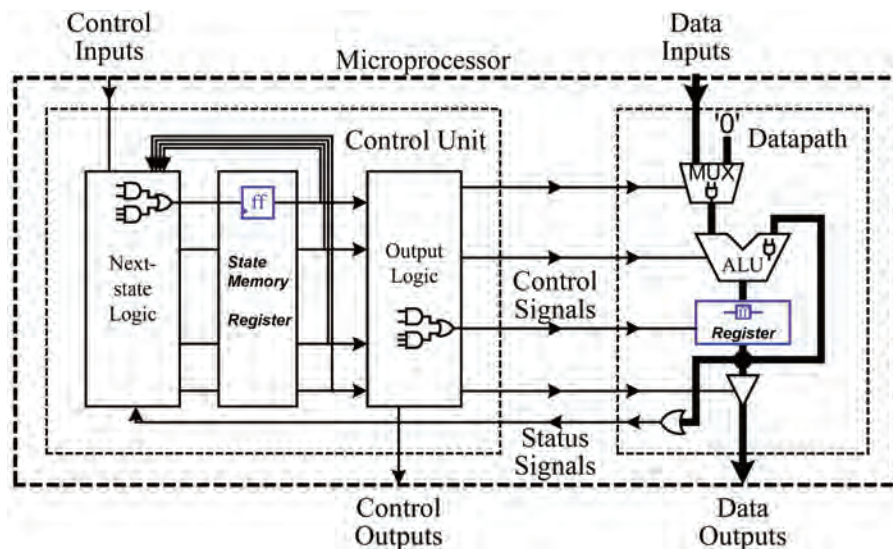 Control
Inputs
Data
Inputs
Microprocessor
Control Unit
'0'
Datapath
MUX
ff
Next-
state
Logic
State
Memory
Register
Output
Logic
ALU
Control
Signals
Register
Status
Signals
Control
Outputs
Data
Outputs